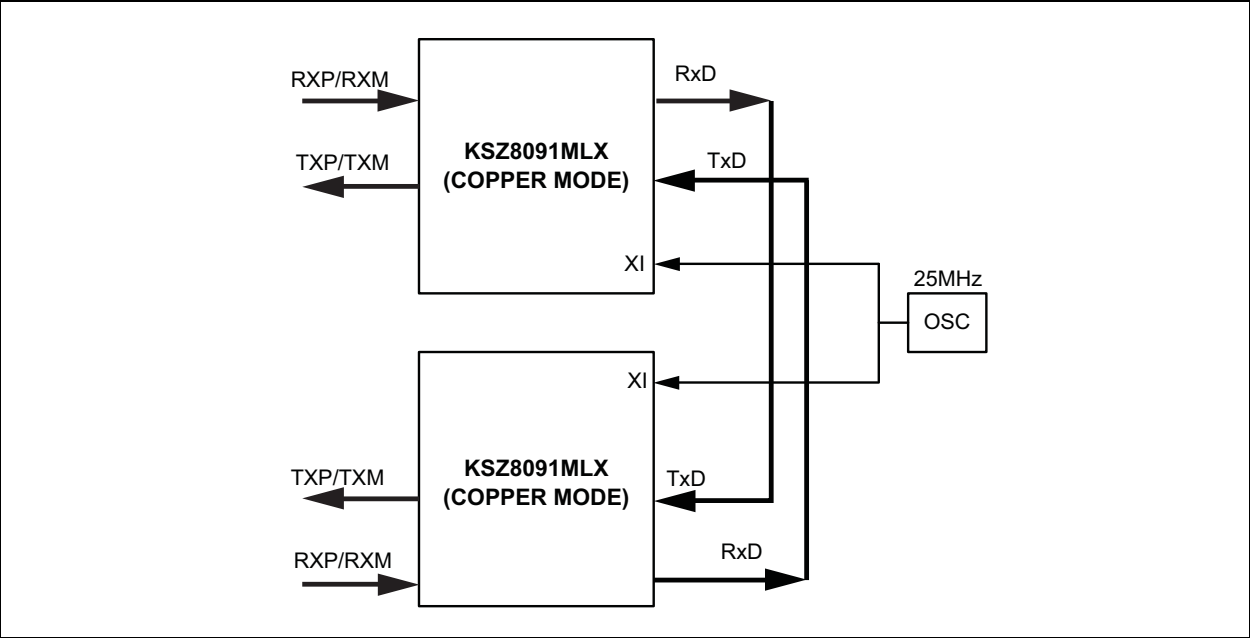 RXP/RXM
RxD
TXP/TXM
KSZ8091MLX
(COPPER MODE)
TxD
XI
25MHz
OSC
XI
KSZ8091MLX
(COPPER MODE)
TXP/TXM
TxD
RXP/RXM
RxD